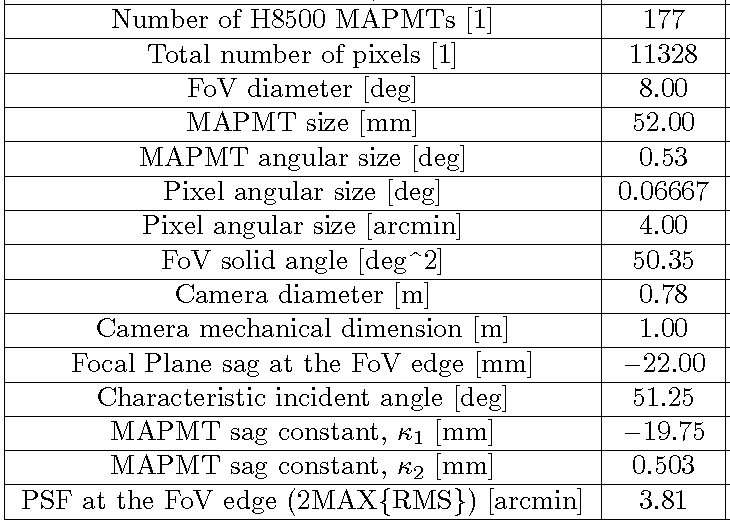 Number of H8500 MAPMTs [1] 177
Total number of pixels [1] 11328
FoV diameter [deg] 8.00
MAPMT size [mm] 52.00
MAPMT angular size [deg] 0.53
Pixel angular size [deg] 0.06667
Pixel angular size [arcmin] 4.00
FoV solid angle [deg^2] 50.35
Camera diameter [m] 0.78
Camera mechanical dimension [m] 1.00
Focal Plane sag at the FoV edge [mm] −22.00
Characteristic incident angle [deg] 51.25
MAPMT sag constant, κ₁ [mm] −19.75
MAPMT sag constant, κ₂ [mm] 0.503
PSF at the FoV edge (2MAX{RMS}) [arcmin] 3.81